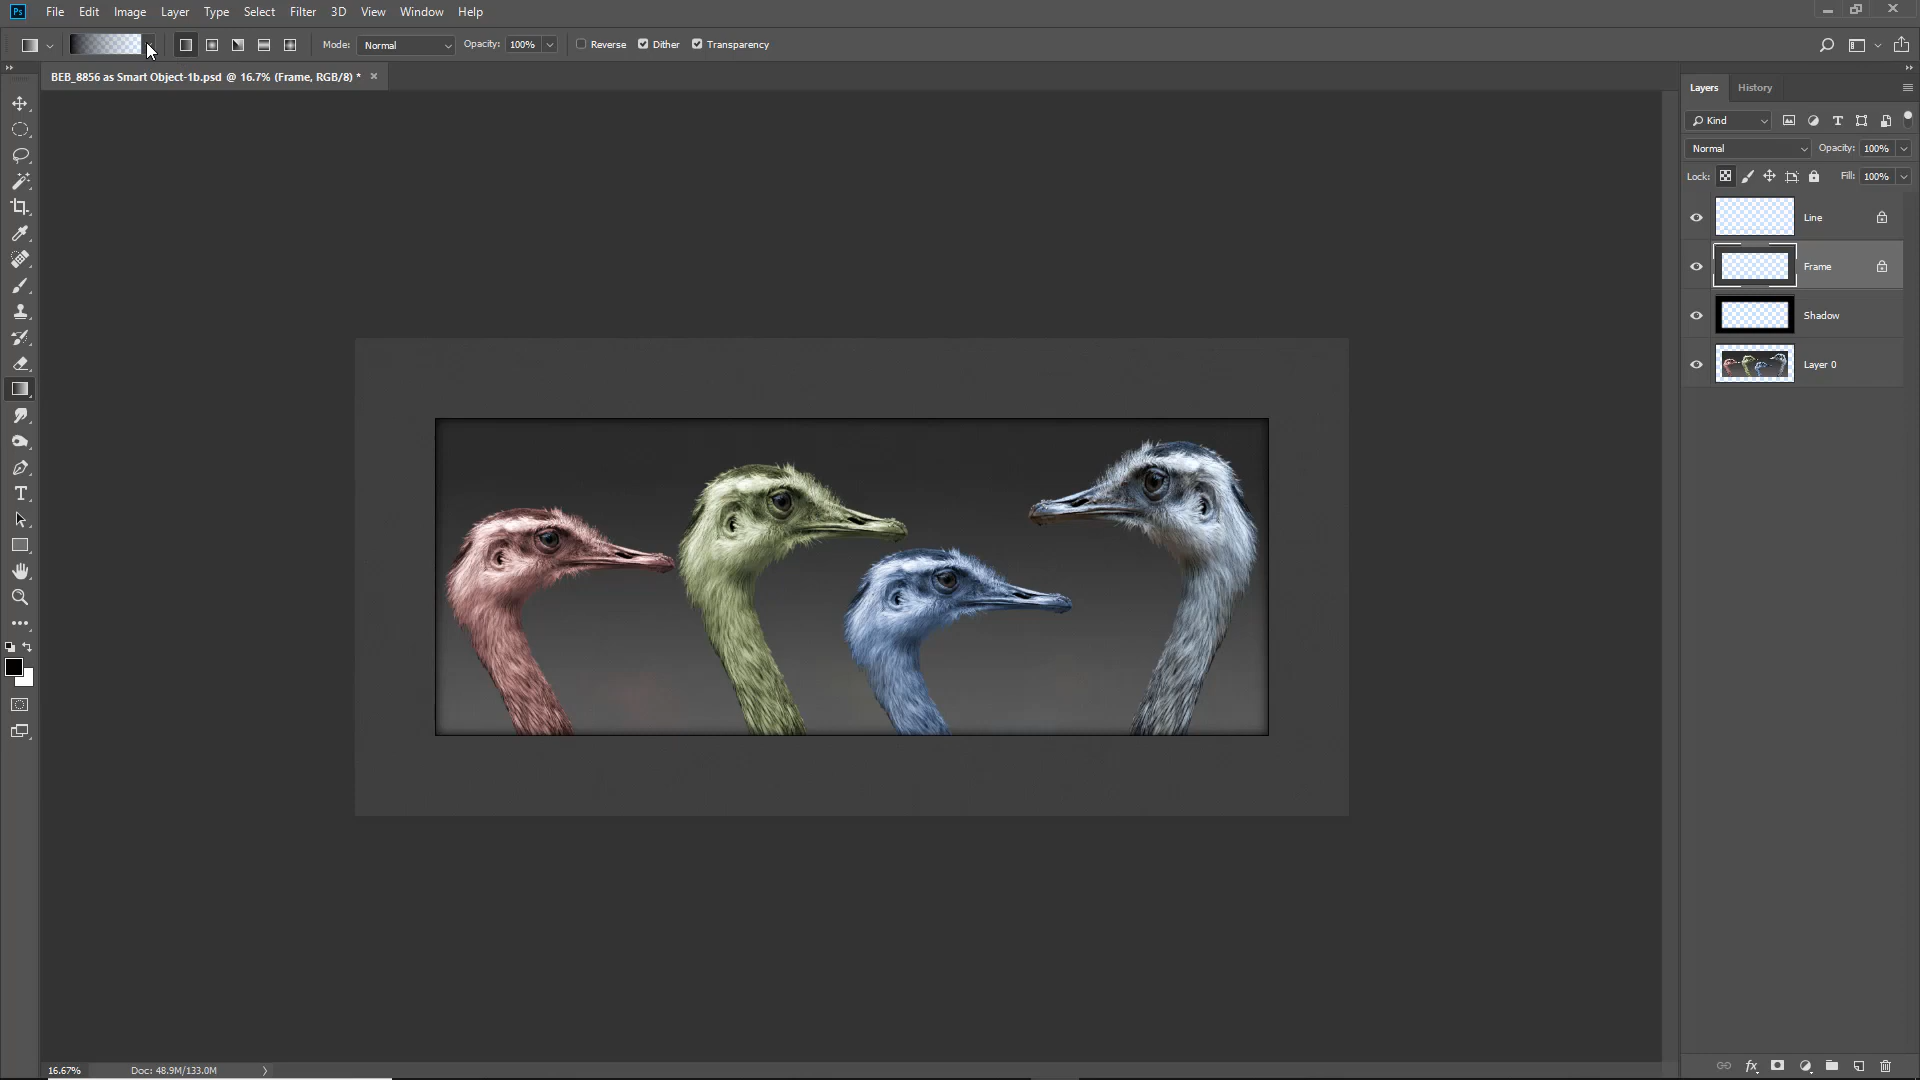 Ps File Edit Image Layer Type Select Filter 3D View Window Help
Mode: Normal Opacity: 100% Reverse Dither Transparency
BEB_8856 as Smart Object-1b.psd @ 16.7% (Frame, RGB/8) *
Layers History
Kind
Normal Opacity: 100%
Lock: Fill: 100%
Line
Frame
Shadow
Layer 0
16.67% Doc: 48.9M/133.0M